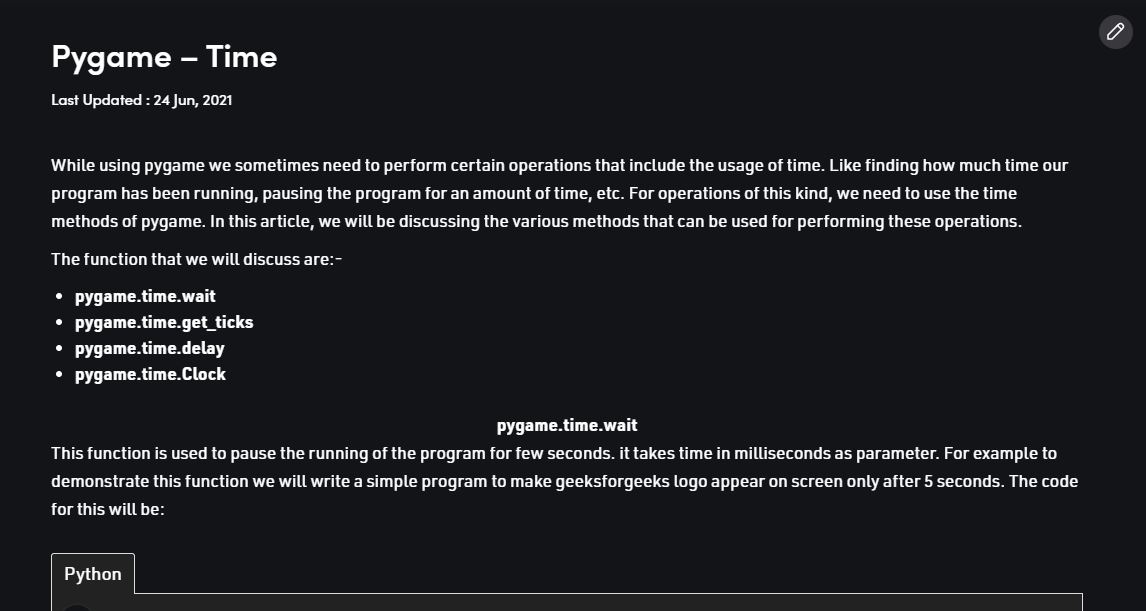 Pygame – Time
Last Updated : 24 Jun, 2021
While using pygame we sometimes need to perform certain operations that include the usage of time. Like finding how much time our
program has been running, pausing the program for an amount of time, etc. For operations of this kind, we need to use the time
methods of pygame. In this article, we will be discussing the various methods that can be used for performing these operations.
The function that we will discuss are:-
• pygame.time.wait
• pygame.time.get_ticks
• pygame.time.delay
• pygame.time.Clock
pygame.time.wait
This function is used to pause the running of the program for few seconds. it takes time in milliseconds as parameter. For example to
demonstrate this function we will write a simple program to make geeksforgeeks logo appear on screen only after 5 seconds. The code
for this will be:
Python